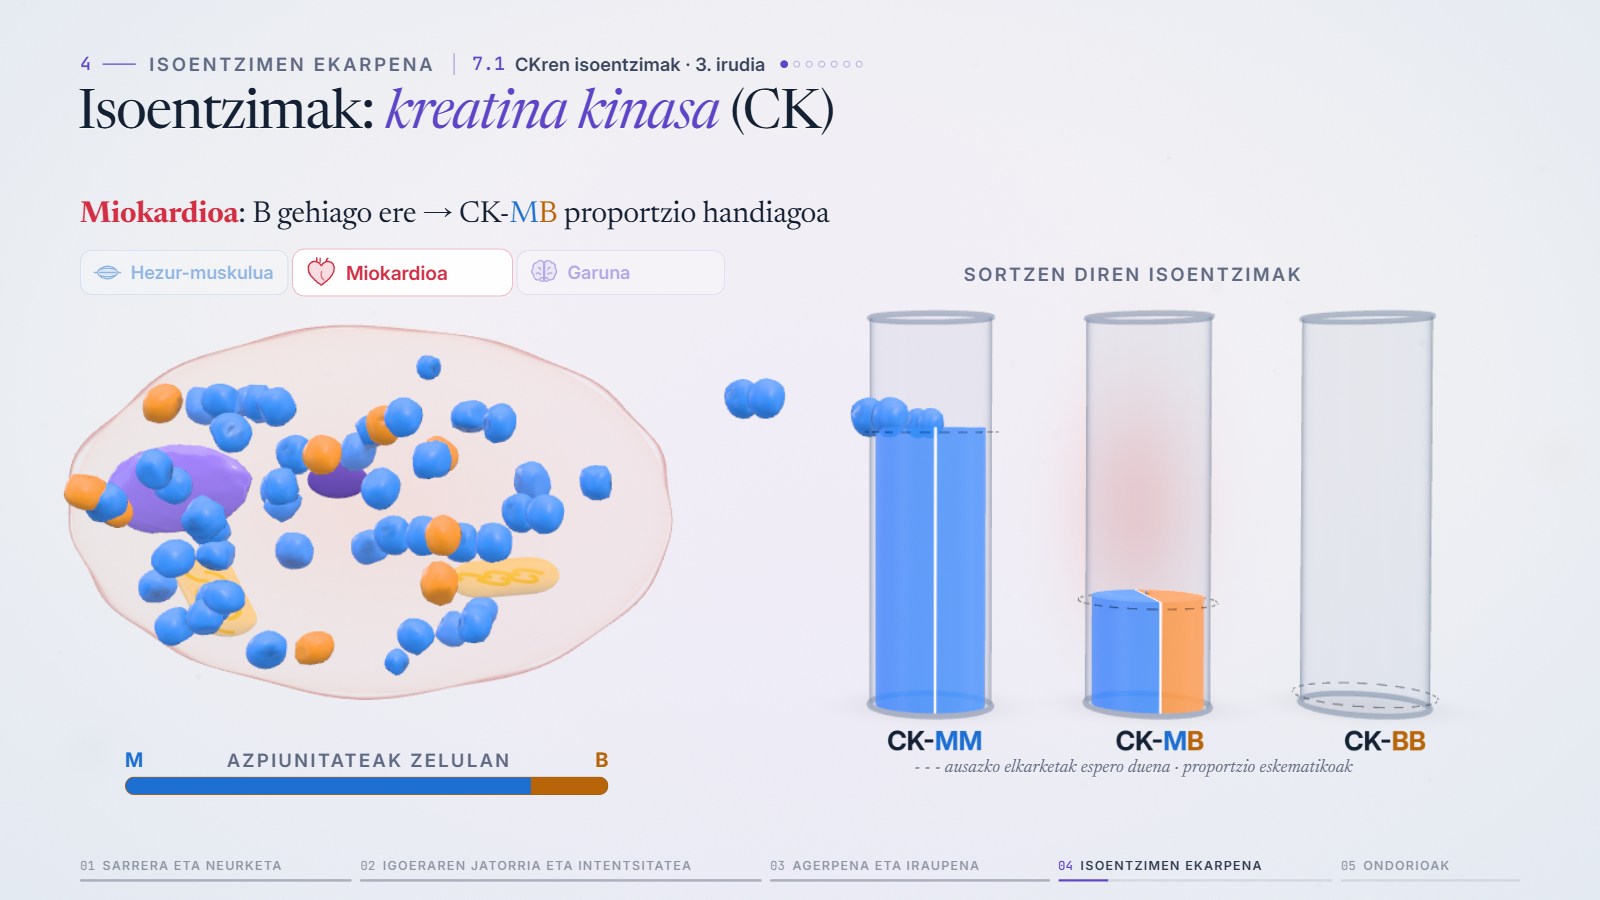 4 — ISOENTZIMEN EKARPENA | 7.1 CKren isoentzimak · 3. irudia
Isoentzimak: kreatina kinasa (CK)
Miokardioa: B gehiago ere → CK-MB proportzio handiagoa
Hezur-muskulua Miokardioa Garuna
SORTZEN DIREN ISOENTZIMAK
CK-MM CK-MB CK-BB
- - - ausazko elkarketak espero duena · proportzio eskematikoak
M AZPIUNITATEAK ZELULAN B
01 SARRERA ETA NEURKETA 02 IGOERAREN JATORRIA ETA INTENTSITATEA 03 AGERPENA ETA IRAUPENA 04 ISOENTZIMEN EKARPENA 05 ONDORIOAK